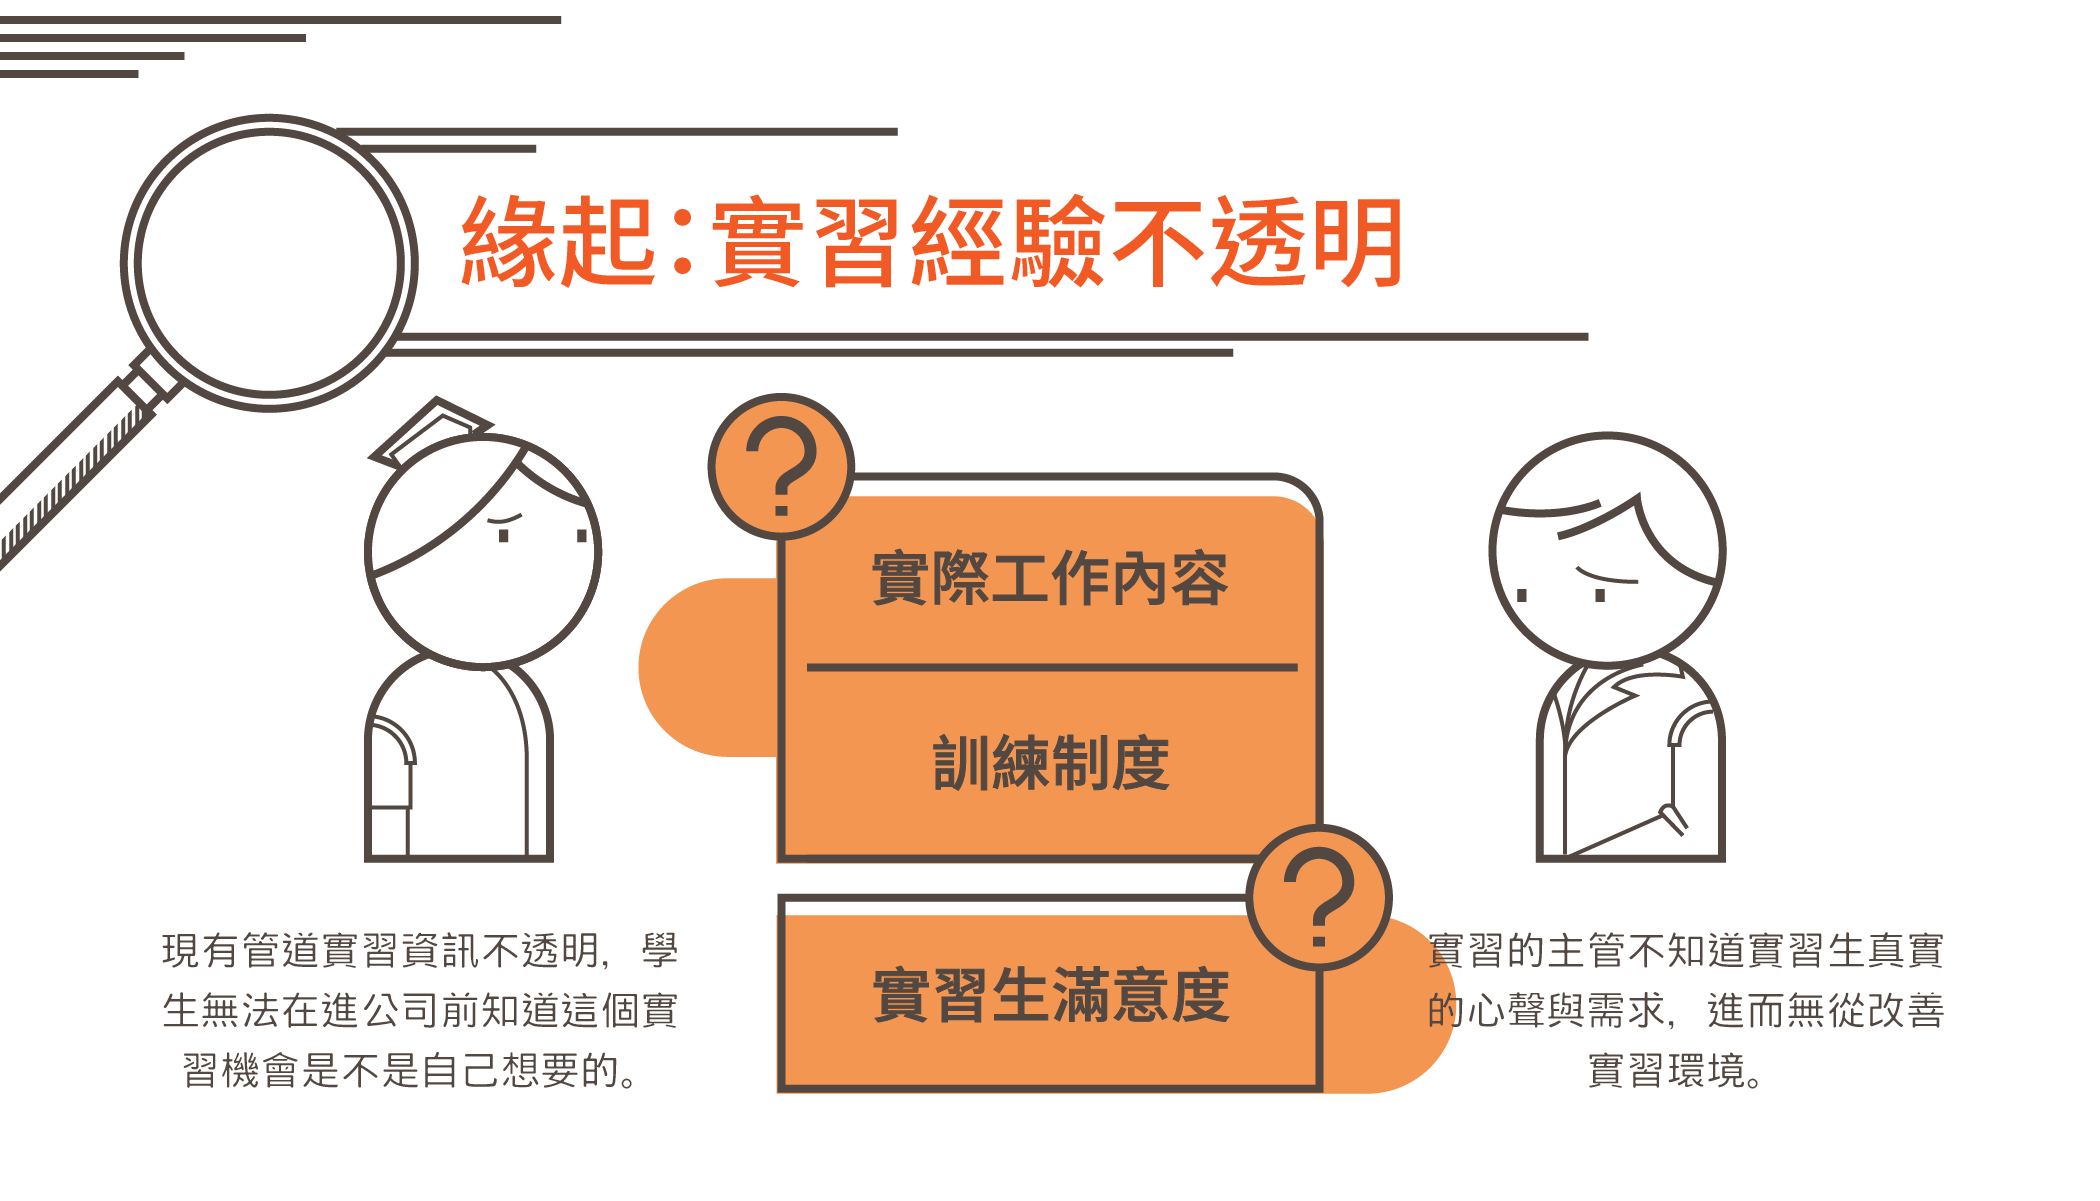 緣起：實習經驗不透明
?
實際工作內容
訓練制度
?
實習生滿意度
現有管道實習資訊不透明，學
生無法在進公司前知道這個實
習機會是不是自己想要的。
實習的主管不知道實習生真實
的心聲與需求，進而無從改善
實習環境。